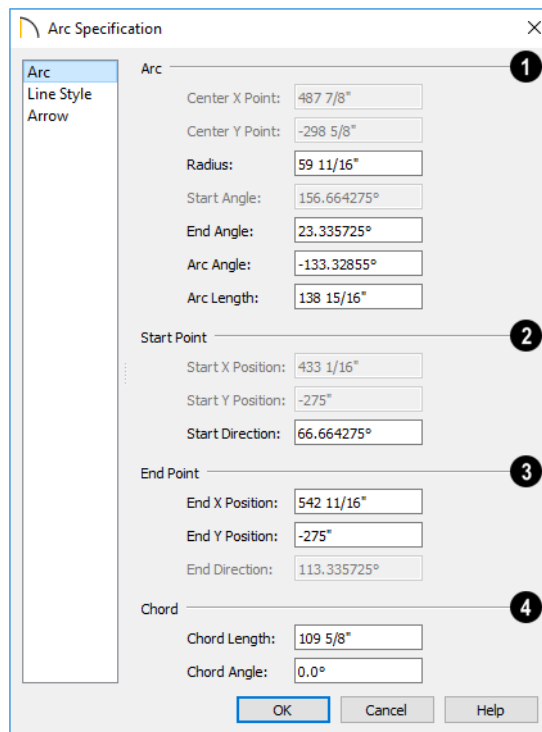 Arc Specification
Arc
Line Style
Arrow
Arc
1
Center X Point: 487 7/8"
Center Y Point: -298 5/8"
Radius: 59 11/16"
Start Angle: 156.664275°
End Angle: 23.335725°
Arc Angle: -133.32855°
Arc Length: 138 15/16"
Start Point
2
Start X Position: 433 1/16"
Start Y Position: -275"
Start Direction: 66.664275°
End Point
3
End X Position: 542 11/16"
End Y Position: -275"
End Direction: 113.335725°
Chord
4
Chord Length: 109 5/8"
Chord Angle: 0.0°
OK Cancel Help